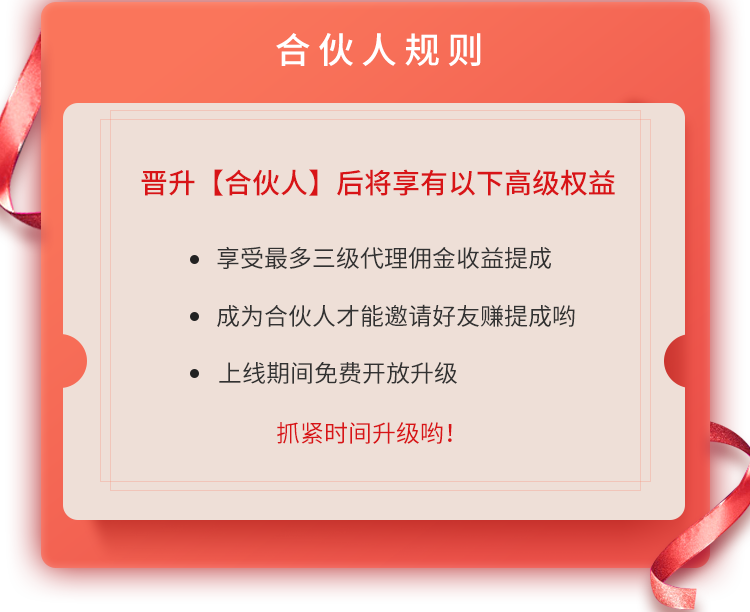 合伙人规则
晋升【合伙人】后将享有以下高级权益
● 享受最多三级代理佣金收益提成
● 成为合伙人才能邀请好友赚提成哟
● 上线期间免费开放升级
抓紧时间升级哟!